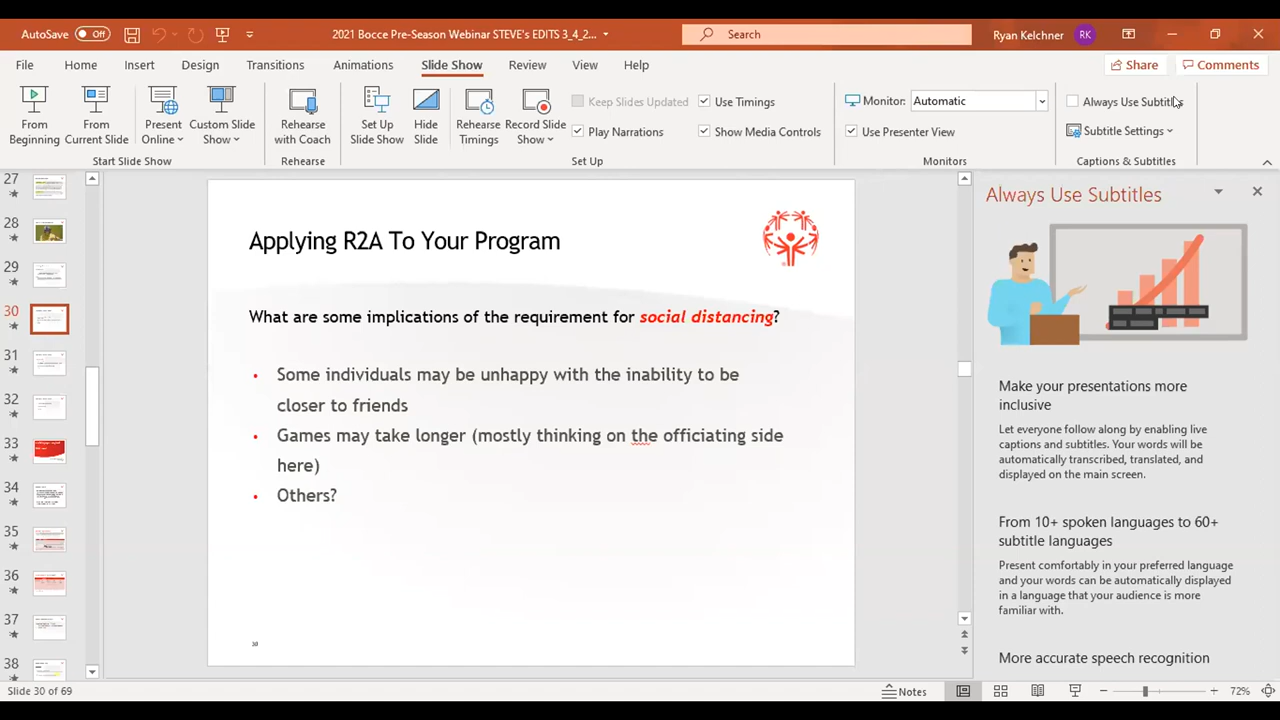 AutoSave Off 2021 Bocce Pre-Season Webinar STEVE's EDITS 3_4_2... Search Ryan Kelchner RK
File Home Insert Design Transitions Animations Slide Show Review View Help Share Comments
From Beginning
From Current Slide
Present Online
Custom Slide Show
Start Slide Show
Rehearse with Coach
Rehearse
Set Up Slide Show
Hide Slide
Rehearse Timings
Record Slide Show
Keep Slides Updated
Play Narrations
Use Timings
Show Media Controls
Set Up
Monitor: Automatic
Use Presenter View
Monitors
Always Use Subtitles
Subtitle Settings
Captions & Subtitles
27
28
29
30
31
32
33
34
35
36
37
38
Applying R2A To Your Program
What are some implications of the requirement for social distancing?
• Some individuals may be unhappy with the inability to be
closer to friends
• Games may take longer (mostly thinking on the officiating side
here)
• Others?
30
Always Use Subtitles
Make your presentations more
inclusive
Let everyone follow along by enabling live
captions and subtitles. Your words will be
automatically transcribed, translated, and
displayed on the main screen.
From 10+ spoken languages to 60+
subtitle languages
Present comfortably in your preferred language
and your words can be automatically displayed
in a language that your audience is more
familiar with.
More accurate speech recognition
Slide 30 of 69 Notes 72%